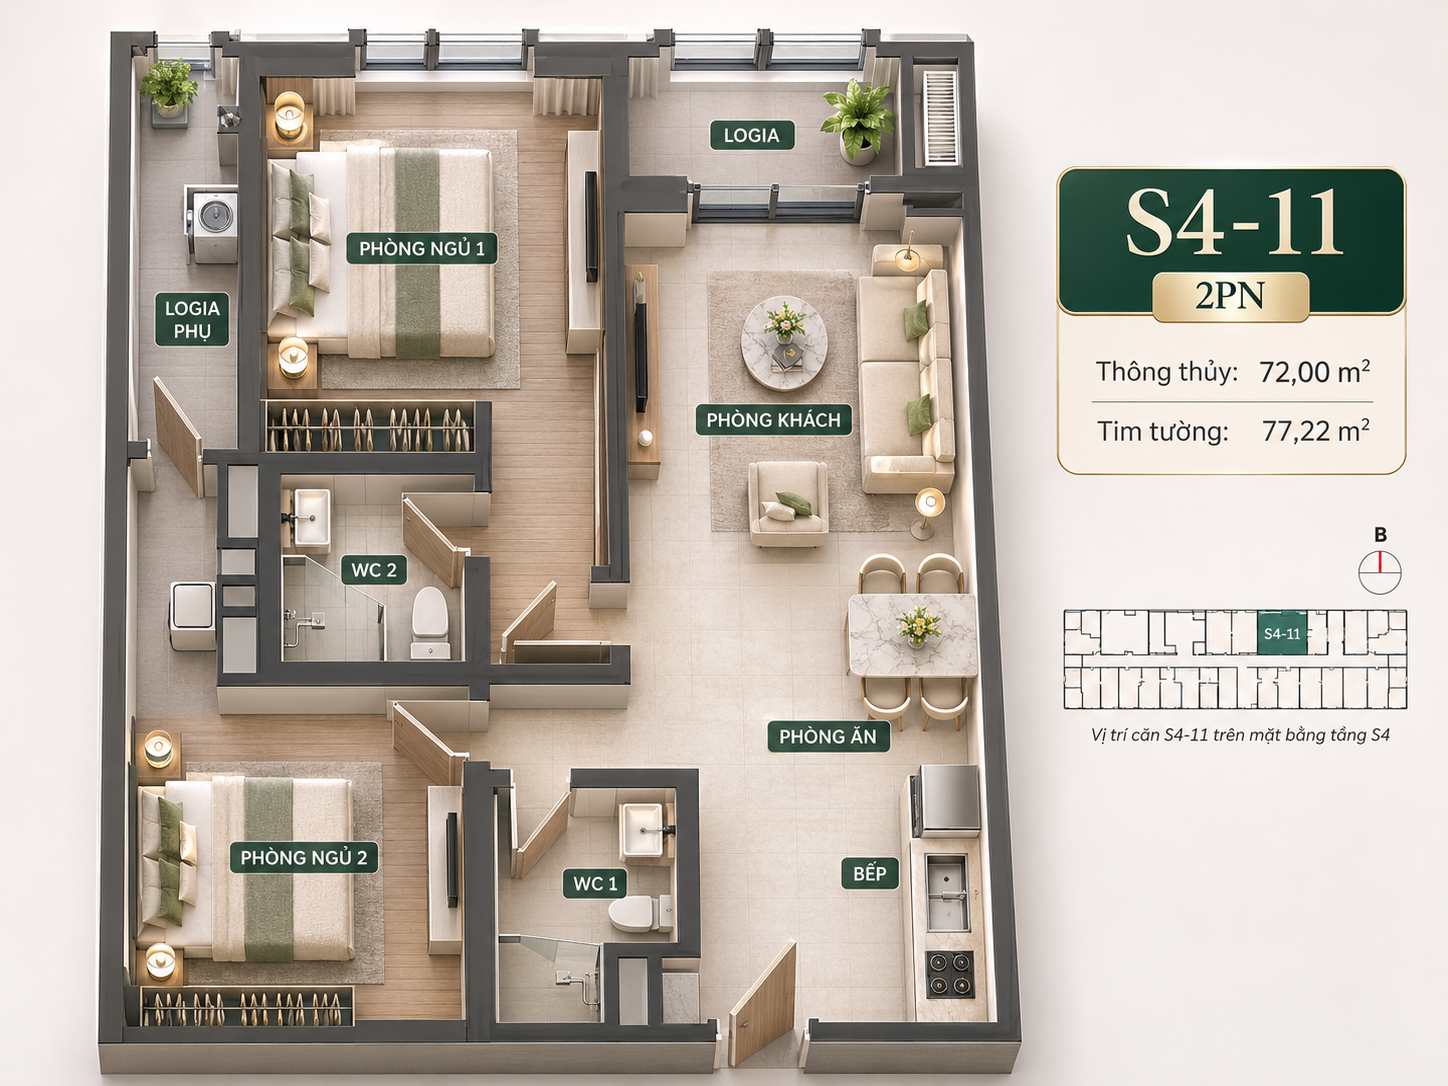 LOGIA
PHÒNG NGỦ 1
LOGIA
PHỤ
PHÒNG KHÁCH
WC 2
PHÒNG ĂN
PHÒNG NGỦ 2
WC 1
BẾP
S4-11
2PN
Thông thủy: 72,00 m²
Tim tường: 77,22 m²
B
S4-11
Vị trí căn S4-11 trên mặt bằng tầng S4